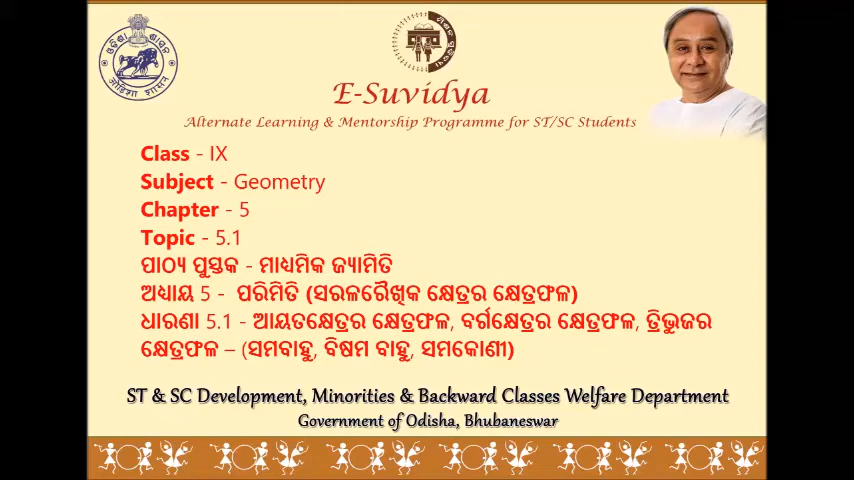 ଓଡ଼ିଶା ଶାସନ
E-Suvidya
Alternate Learning & Mentorship Programme for ST/SC Students
Class - IX
Subject - Geometry
Chapter - 5
Topic - 5.1
ପାଠ୍ୟ ପୁସ୍ତକ - ମାଧ୍ୟମିକ ଜ୍ୟାମିତି
ଅଧ୍ୟାୟ 5 - ପରିମିତି (ସରଳରୈଖିକ କ୍ଷେତ୍ରର କ୍ଷେତ୍ରଫଳ)
ଧାରଣା 5.1 - ଆୟତକ୍ଷେତ୍ରର କ୍ଷେତ୍ରଫଳ, ବର୍ଗକ୍ଷେତ୍ରର କ୍ଷେତ୍ରଫଳ, ତ୍ରିଭୁଜର
କ୍ଷେତ୍ରଫଳ – (ସମବାହୁ, ବିଷମ ବାହୁ, ସମକୋଣୀ)
ST & SC Development, Minorities & Backward Classes Welfare Department
Government of Odisha, Bhubaneswar